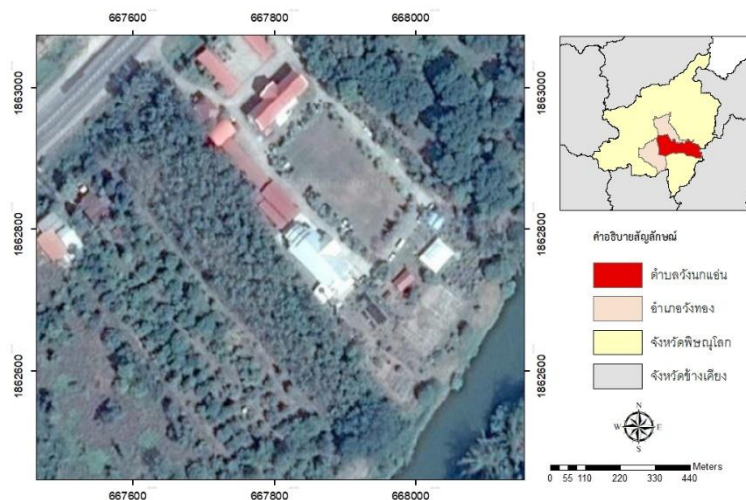 667600 667800 668000
1863000 1863000
1862800 1862800
1862600 1862600
667600 667800 668000
คำอธิบายสัญลักษณ์
ตำบลวังนกแอ่น
อำเภอวังทอง
จังหวัดพิษณุโลก
จังหวัดข้างเคียง
N
W E
S
Meters
0 55 110 220 330 440